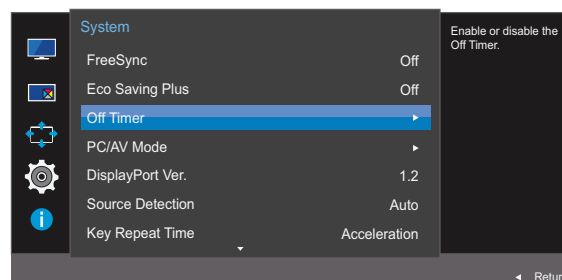 System
Enable or disable the
Off Timer.
FreeSync Off
Eco Saving Plus Off
Off Timer
PC/AV Mode
DisplayPort Ver. 1.2
Source Detection Auto
Key Repeat Time Acceleration